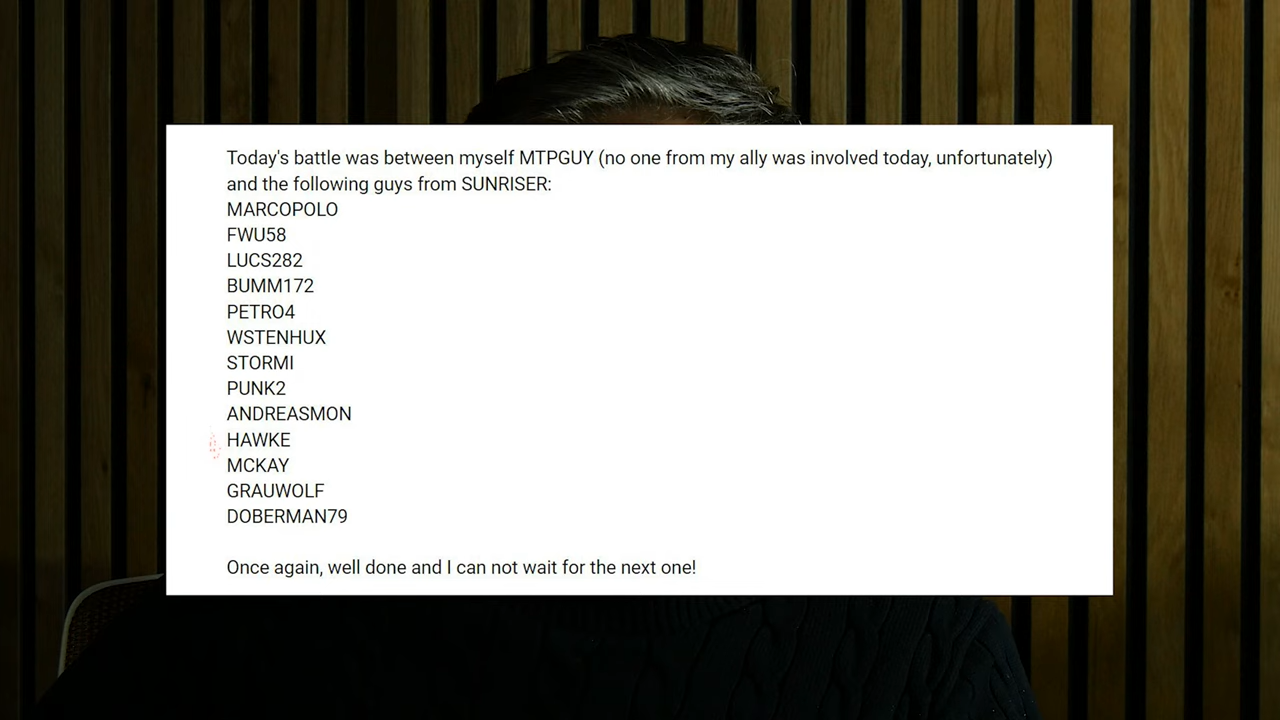 Today's battle was between myself MTPGUY (no one from my ally was involved today, unfortunately)
and the following guys from SUNRISER:
MARCOPOLO
FWU58
LUCS282
BUMM172
PETRO4
WSTENHUX
STORMI
PUNK2
ANDREASMON
HAWKE
MCKAY
GRAUWOLF
DOBERMAN79
Once again, well done and I can not wait for the next one!